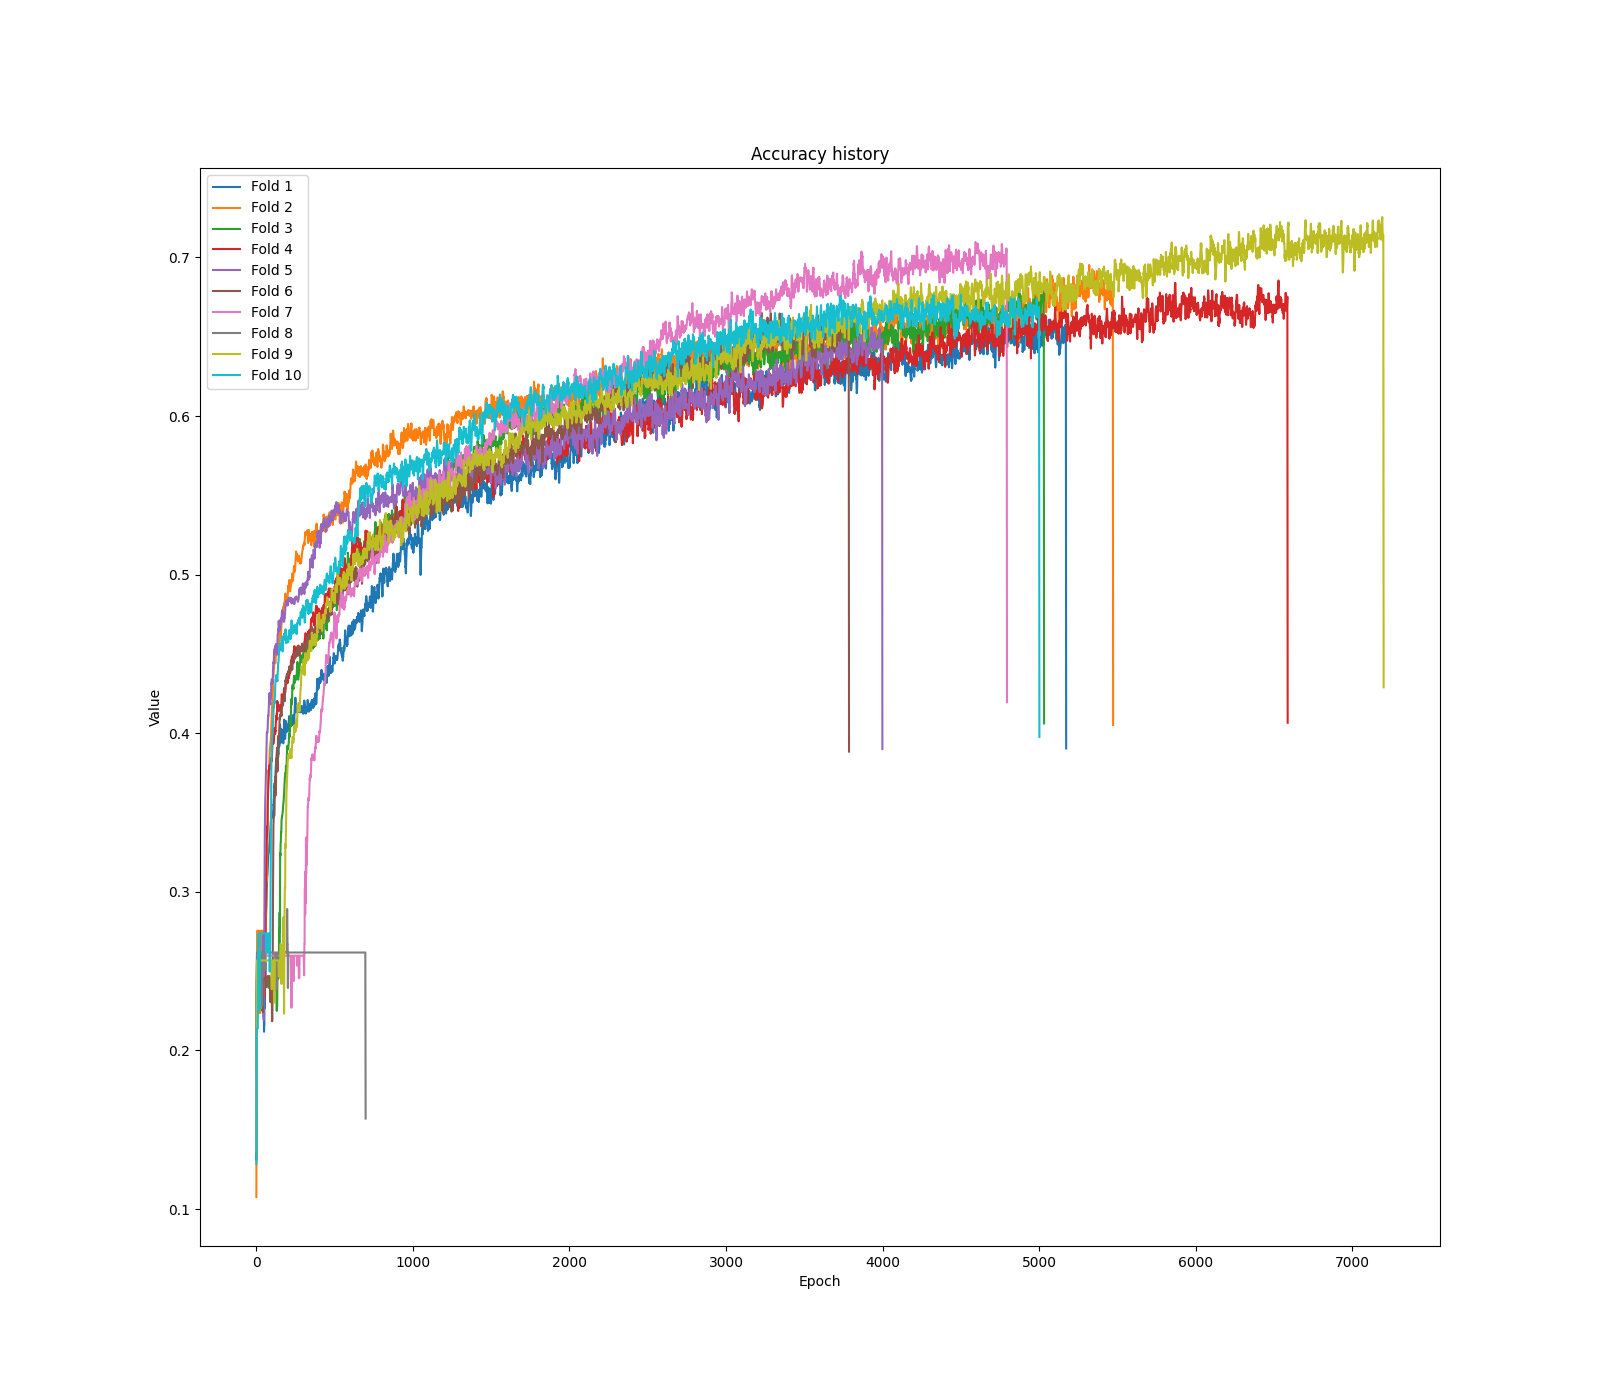 Accuracy history
Fold 1
Fold 2
Fold 3
Fold 4
Fold 5
Fold 6
Fold 7
Fold 8
Fold 9
Fold 10
0.7
0.6
0.5
0.4
0.3
0.2
0.1
Value
0 1000 2000 3000 4000 5000 6000 7000
Epoch